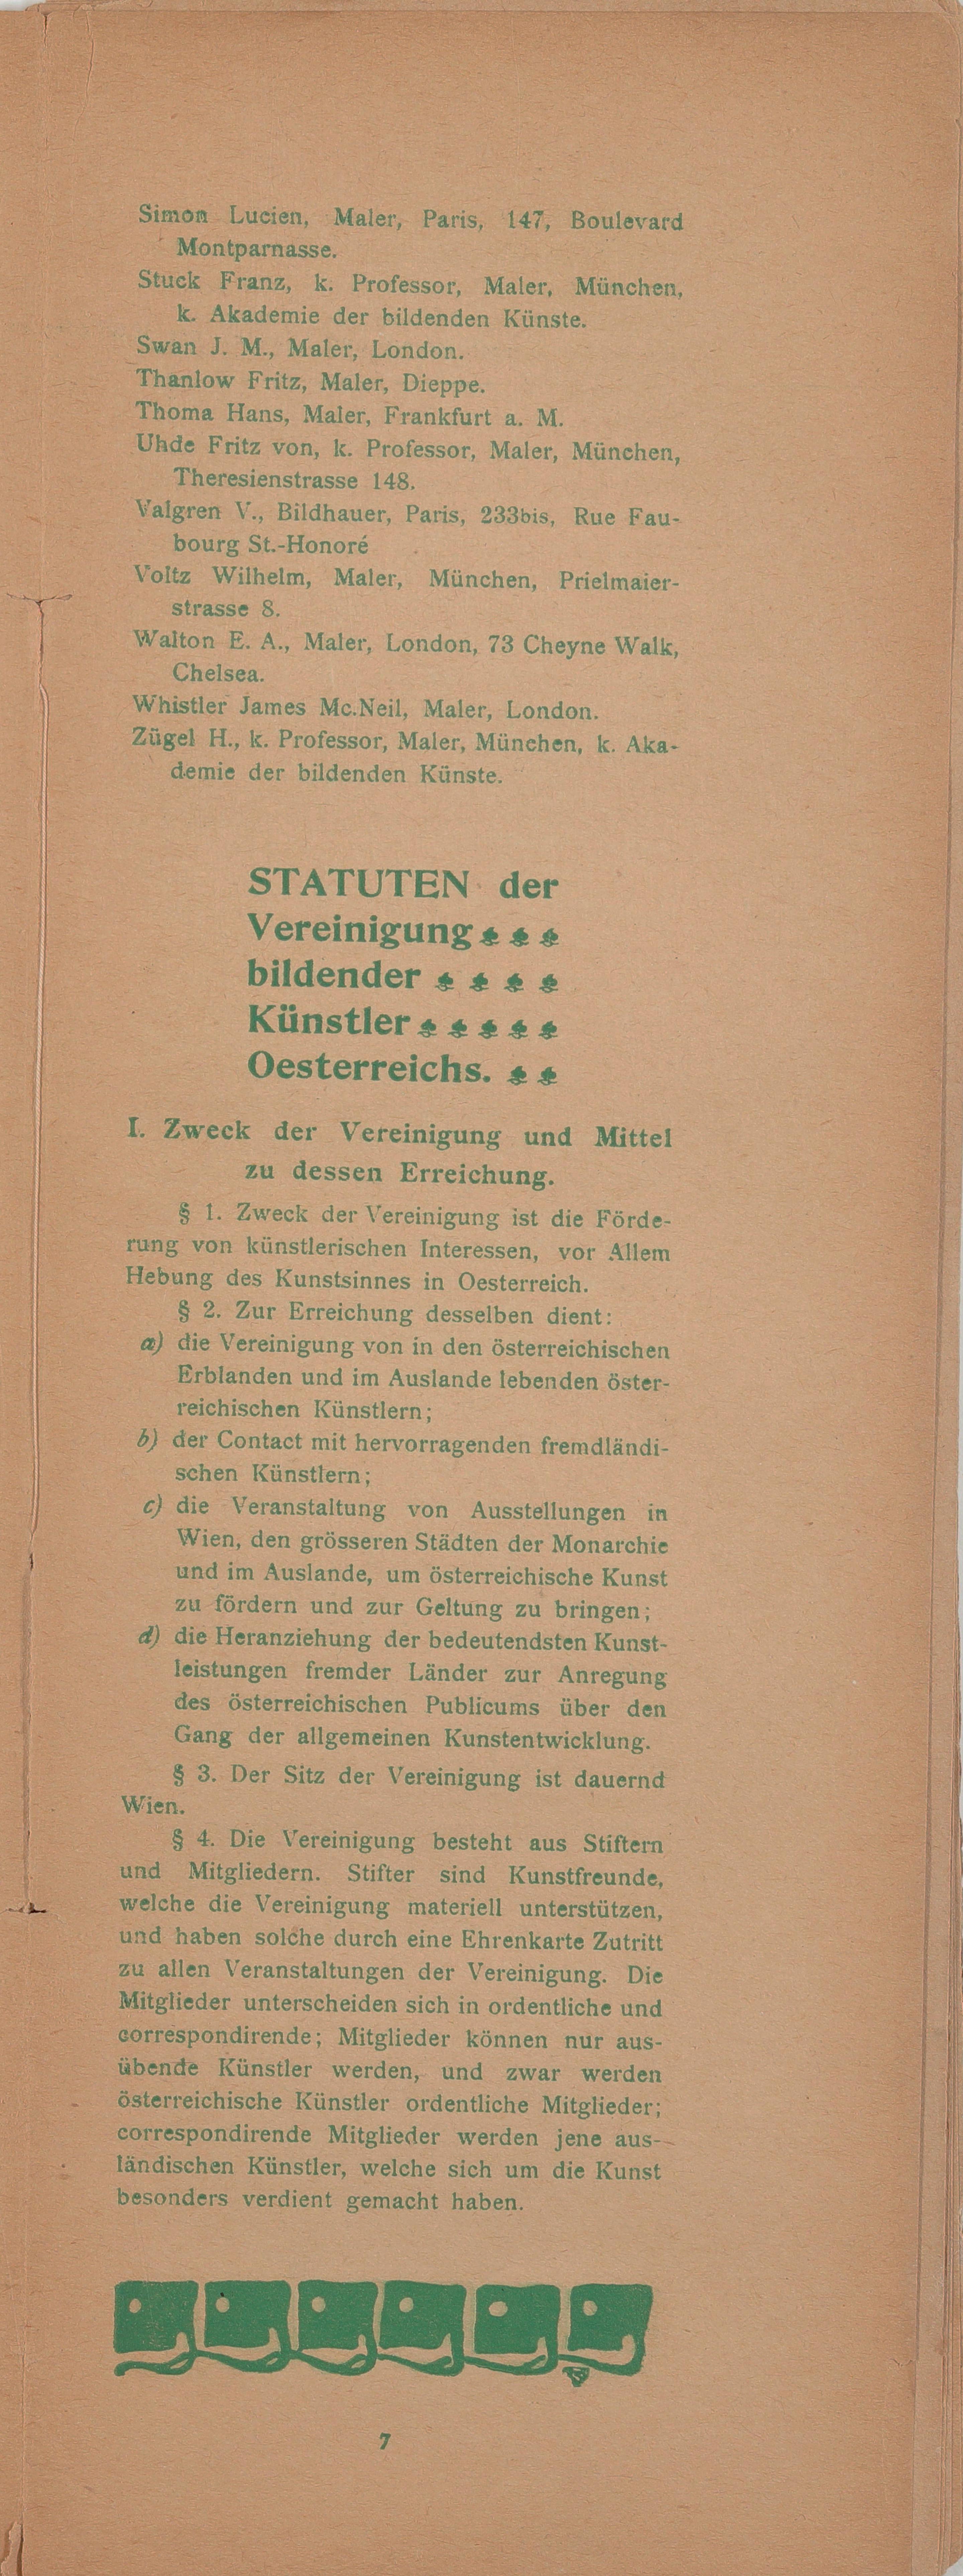 Simon Lucien, Maler, Paris, 147, Boulevard
Montparnasse.
Stuck Franz, k. Professor, Maler, München,
k. Akademie der bildenden Künste.
Swan J. M., Maler, London.
Thanlow Fritz, Maler, Dieppe.
Thoma Hans, Maler, Frankfurt a. M.
Uhde Fritz von, k. Professor, Maler, München,
Theresienstrasse 148.
Valgren V., Bildhauer, Paris, 233bis, Rue Fau-
bourg St.-Honoré
Voltz Wilhelm, Maler, München, Prielmaier-
strasse 8.
Walton E. A., Maler, London, 73 Cheyne Walk,
Chelsea.
Whistler James Mc.Neil, Maler, London.
Zügel H., k. Professor, Maler, München, k. Aka-
demie der bildenden Künste.
STATUTEN der
Vereinigung
bildender
Künstler
Oesterreichs.
I. Zweck der Vereinigung und Mittel
zu dessen Erreichung.
§ 1. Zweck der Vereinigung ist die Förde-
rung von künstlerischen Interessen, vor Allem
Hebung des Kunstsinnes in Oesterreich.
§ 2. Zur Erreichung desselben dient:
a) die Vereinigung von in den österreichischen
Erblanden und im Auslande lebenden öster-
reichischen Künstlern;
b) der Contact mit hervorragenden fremdländi-
schen Künstlern;
c) die Veranstaltung von Ausstellungen in
Wien, den grösseren Städten der Monarchie
und im Auslande, um österreichische Kunst
zu fördern und zur Geltung zu bringen;
d) die Heranziehung der bedeutendsten Kunst-
leistungen fremder Länder zur Anregung
des österreichischen Publicums über den
Gang der allgemeinen Kunstentwicklung.
§ 3. Der Sitz der Vereinigung ist dauernd
Wien.
§ 4. Die Vereinigung besteht aus Stiftern
und Mitgliedern. Stifter sind Kunstfreunde,
welche die Vereinigung materiell unterstützen,
und haben solche durch eine Ehrenkarte Zutritt
zu allen Veranstaltungen der Vereinigung. Die
Mitglieder unterscheiden sich in ordentliche und
correspondirende; Mitglieder können nur aus-
übende Künstler werden, und zwar werden
österreichische Künstler ordentliche Mitglieder;
correspondirende Mitglieder werden jene aus-
ländischen Künstler, welche sich um die Kunst
besonders verdient gemacht haben.
7